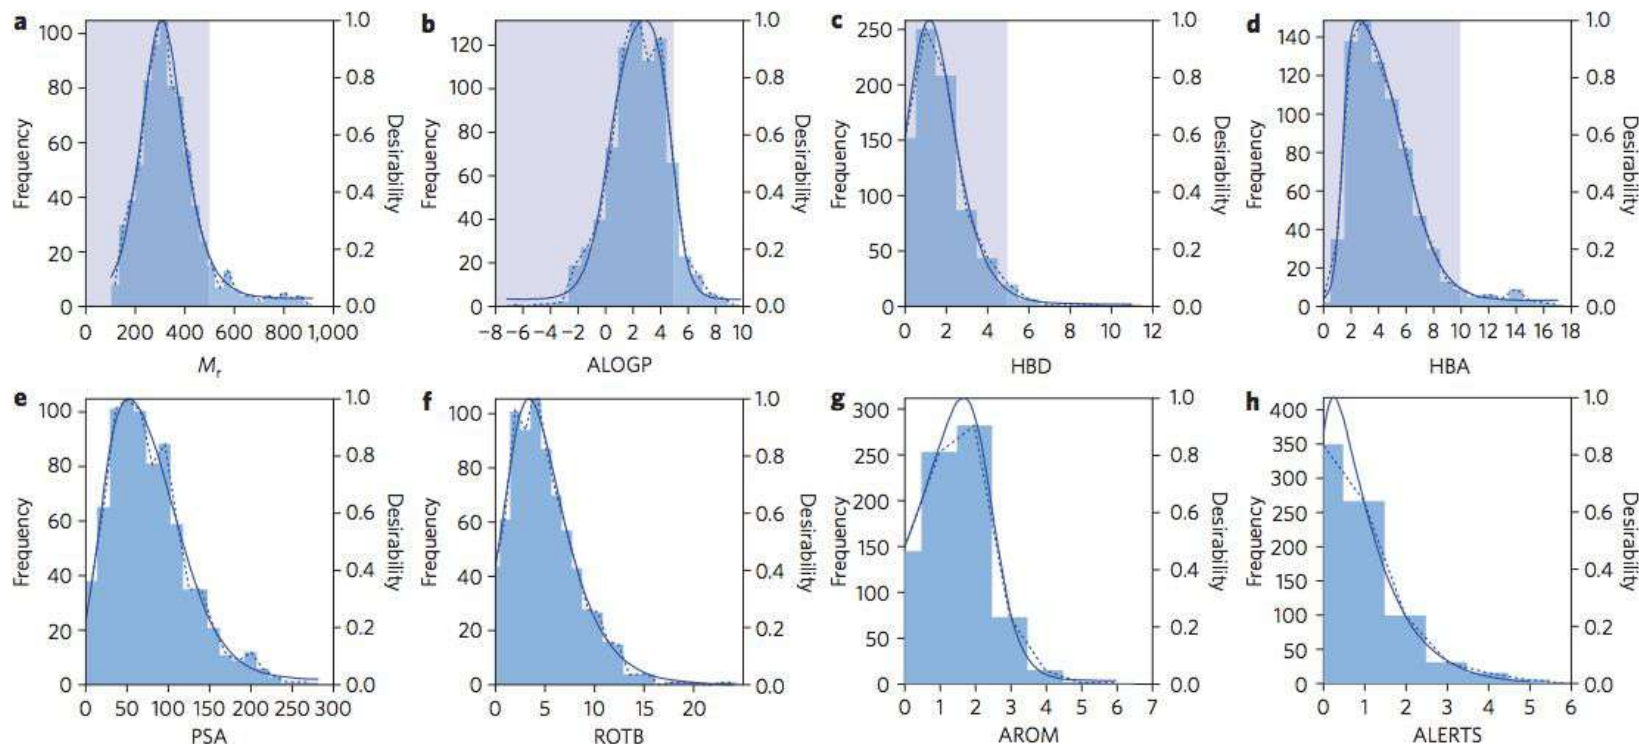 a
100
80
60
40
20
0
Frequency
0 200 400 600 800 1,000
M_r
1.0
0.8
0.6
0.4
0.2
0.0
Desirability
b
120
100
80
60
40
20
0
Frequency
−8 −6 −4 −2 0 2 4 6 8 10
ALOGP
1.0
0.8
0.6
0.4
0.2
0.0
Desirability
c
250
200
150
100
50
0
Frequency
0 2 4 6 8 10 12
HBD
1.0
0.8
0.6
0.4
0.2
0.0
Desirability
d
140
120
100
80
60
40
20
0
Frequency
0 2 4 6 8 10 12 14 16 18
HBA
1.0
0.8
0.6
0.4
0.2
0.0
Desirability
e
100
80
60
40
20
0
Frequency
0 50 100 150 200 250 300
PSA
1.0
0.8
0.6
0.4
0.2
0.0
Desirability
f
100
80
60
40
20
0
Frequency
0 5 10 15 20
ROTB
1.0
0.8
0.6
0.4
0.2
0.0
Desirability
g
300
250
200
150
100
50
0
Frequency
0 1 2 3 4 5 6 7
AROM
1.0
0.8
0.6
0.4
0.2
0.0
Desirability
h
400
350
300
250
200
150
100
50
0
Frequency
0 1 2 3 4 5 6
ALERTS
1.0
0.8
0.6
0.4
0.2
0.0
Desirability